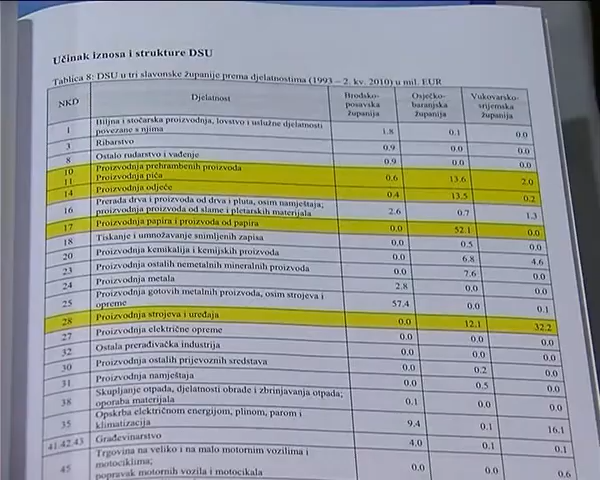 Učinak iznosa i strukture DSU
Tablica 8: DSU u tri slavonske županije prema djelatnostima (1993 – 2. kv. 2010) u mil. EUR
NKD Djelatnost Brodsko-posavska županija Osječko-baranjska županija Vukovarsko-srijemska županija
1 Biljna i stočarska proizvodnja, lovstvo i uslužne djelatnosti
povezane s njima 1.8 0.1 0.0
3 Ribarstvo 0.9 0.0 0.0
8 Ostalo rudarstvo i vađenje 0.9 0.0 0.0
10 Proizvodnja prehrambenih proizvoda
11 Proizvodnja pića 0.6 13.6 2.0
14 Proizvodnja odjeće 0.4 13.5 0.2
16 Prerada drva i proizvoda od drva i pluta, osim namještaja;
proizvodnja proizvoda od slame i pletarskih materijala 2.6 0.7 1.3
17 Proizvodnja papira i proizvoda od papira 0.0 52.1 0.0
18 Tiskanje i umnožavanje snimljenih zapisa 0.0 0.5 0.0
20 Proizvodnja kemikalija i kemijskih proizvoda 0.0 6.8 4.6
23 Proizvodnja ostalih nemetalnih mineralnih proizvoda 0.0 7.6
24 Proizvodnja metala 2.8
25 Proizvodnja gotovih metalnih proizvoda, osim strojeva i
opreme 57.4 0.0 0.1
28 Proizvodnja strojeva i uređaja 0.0 12.1 32.2
27 Proizvodnja električne opreme 0.0 0.0 0.0
32 Ostala prerađivačka industrija 0.0 0.0 0.0
30 Proizvodnja ostalih prijevoznih sredstava 0.0 0.2 0.0
31 Proizvodnja namještaja 0.0 0.5 0.0
38 Skupljanje otpada, djelatnosti obrade i zbrinjavanja otpada;
oporaba materijala 0.1 0.0 0.0
35 Opskrba električnom energijom, plinom, parom i
klimatizacija 9.4 0.1 16.1
41,42,43 Građevinarstvo 4.0 0.1 0.1
45 Trgovina na veliko i na malo motornim vozilima i
motociklima;
popravak motornih vozila i motocikala 0.0 0.0 0.6